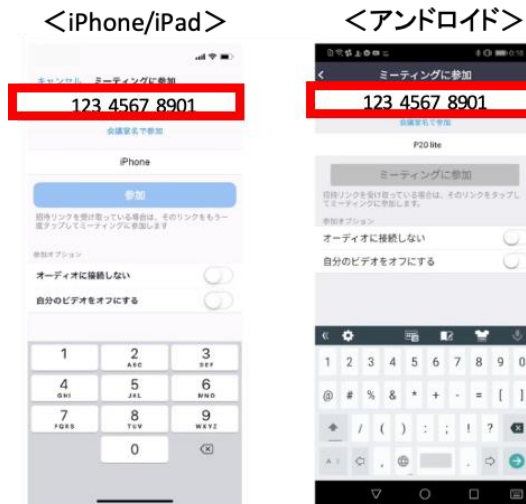 ＜iPhone/iPad＞
キャンセル ミーティングに参加
123 4567 8901
会議室名で参加
iPhone
参加
招待リンクを受け取っている場合は、そのリンクをもう一
度タップしてミーティングに参加します
参加オプション
オーディオに接続しない
自分のビデオをオフにする
1
2 ABC
3 DEF
4 GHI
5 JKL
6 MNO
7 PQRS
8 TUV
9 WXYZ
0
＜アンドロイド＞
0:18
ミーティングに参加
123 4567 8901
会議室名で参加
P20 lite
ミーティングに参加
招待リンクを受け取っている場合は、そのリンクをタップし
てミーティングに参加します。
参加オプション
オーディオに接続しない
自分のビデオをオフにする
1 2 3 4 5 6 7 8 9 0
@ # % & * + - = [ ]
/ ( ) : ; ! ?
, .